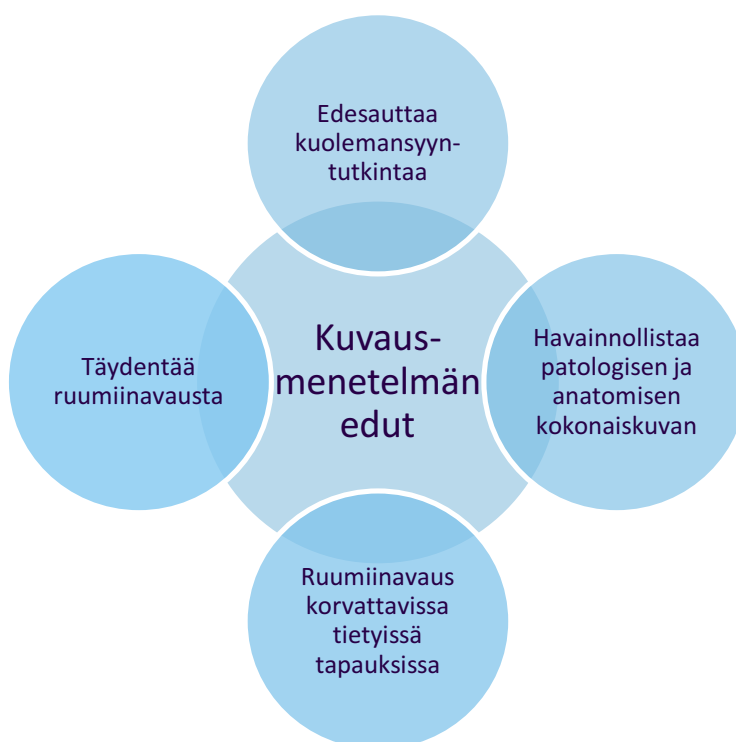 Edesauttaa
kuolemansyyn-
tutkintaa
Täydentää
ruumiinavausta
Kuvaus-
menetelmän
edut
Havainnollistaa
patologisen ja
anatomisen
kokonaiskuvan
Ruumiinavaus
korvattavissa
tietyissä
tapauksissa